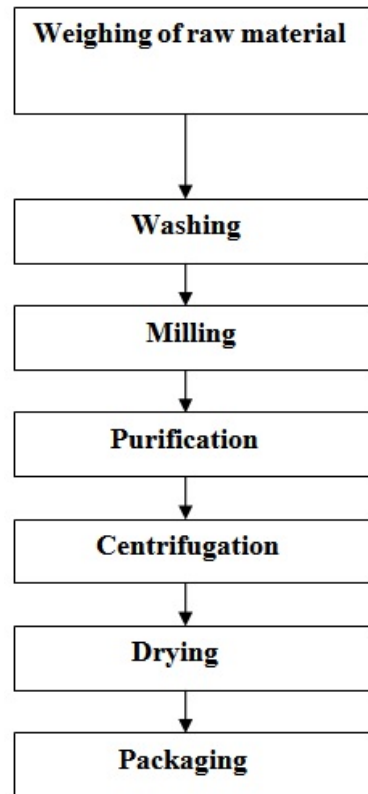 Weighing of raw material
Washing
Milling
Purification
Centrifugation
Drying
Packaging